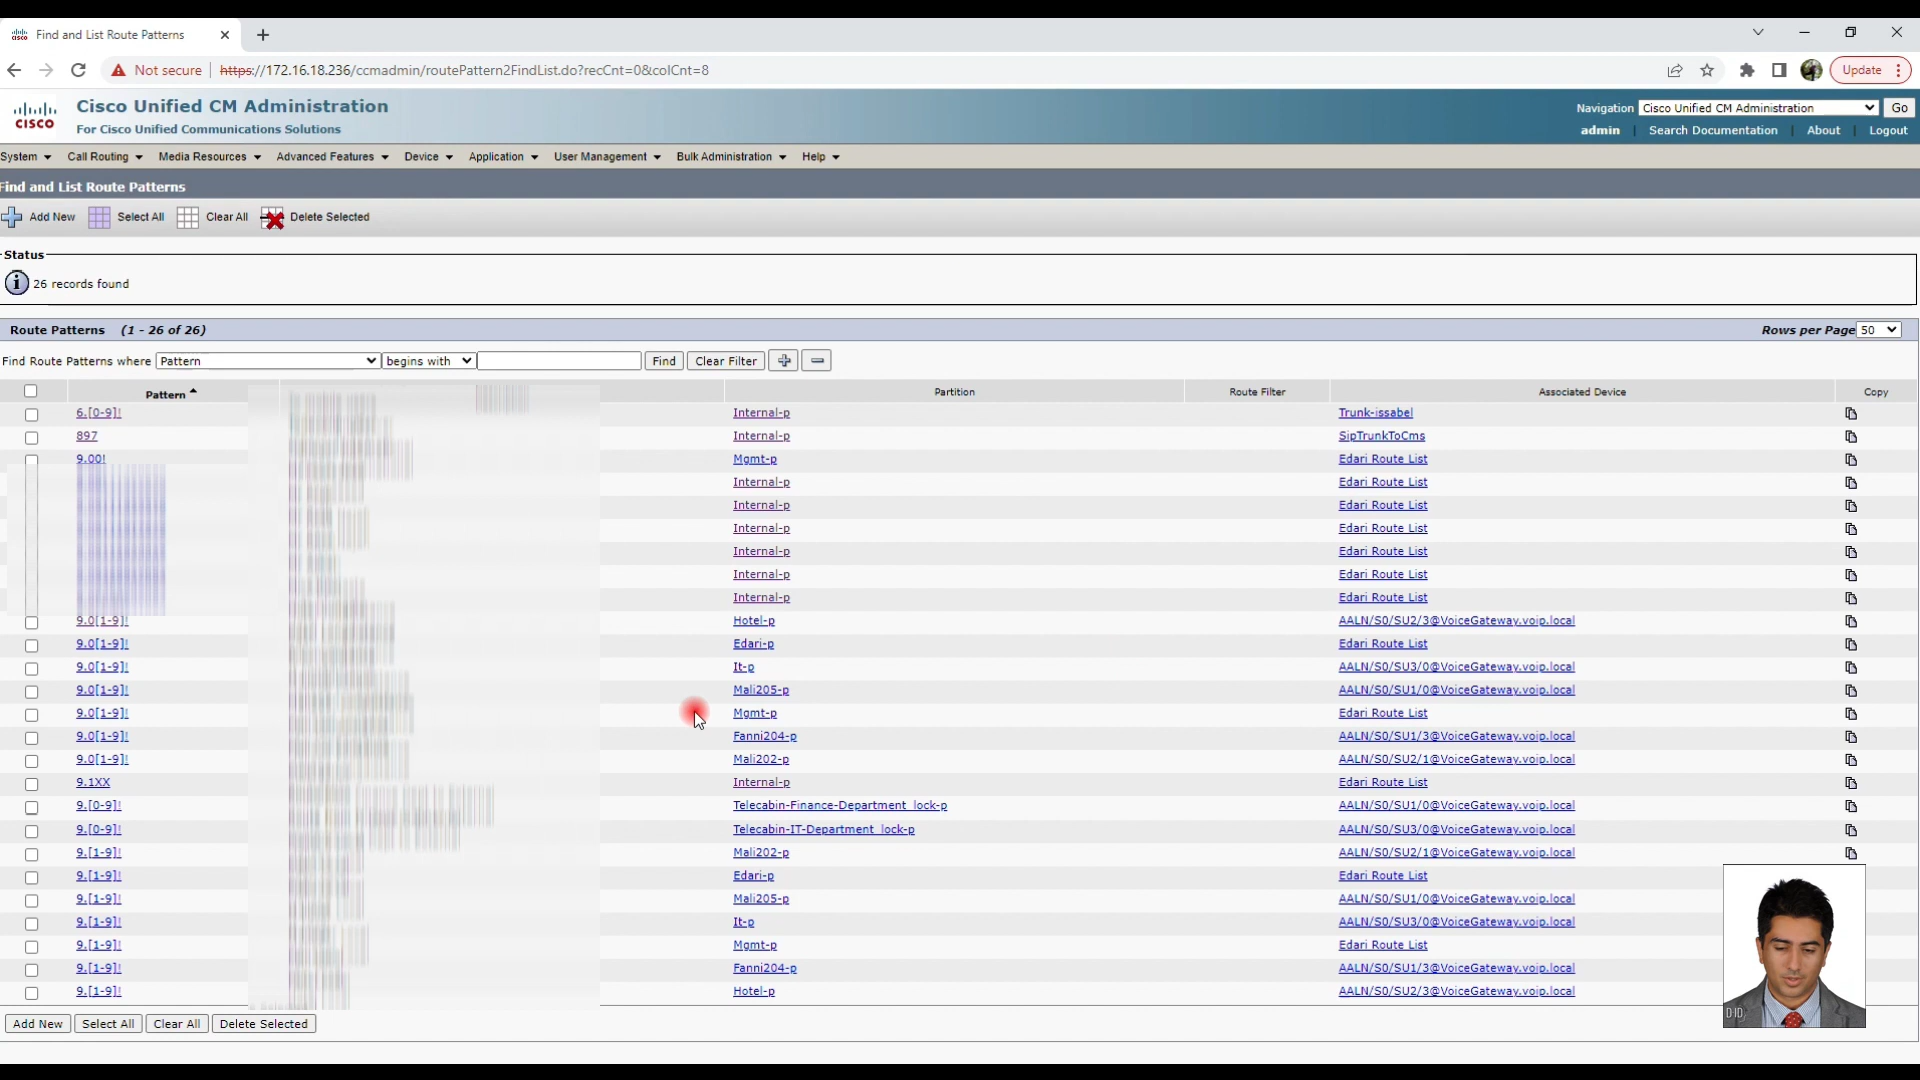 Find and List Route Patterns
Not secure | https://172.16.18.236/ccmadmin/routePattern2FindList.do?recCnt=0&colCnt=8
Update
CISCO
Cisco Unified CM Administration
For Cisco Unified Communications Solutions
Navigation Cisco Unified CM Administration Go
admin | Search Documentation | About | Logout
System Call Routing Media Resources Advanced Features Device Application User Management Bulk Administration Help
Find and List Route Patterns
Add New Select All Clear All Delete Selected
Status
26 records found
Route Patterns (1 - 26 of 26) Rows per Page 50
Find Route Patterns where Pattern begins with Find Clear Filter
Pattern Partition Route Filter Associated Device Copy
6.[0-9]! Internal-p Trunk-issabel
897 Internal-p SipTrunkToCms
9.00! Mgmt-p Edari Route List
Internal-p Edari Route List
Internal-p Edari Route List
Internal-p Edari Route List
Internal-p Edari Route List
Internal-p Edari Route List
Internal-p Edari Route List
9.0[1-9]! Hotel-p AALN/S0/SU2/3@VoiceGateway.voip.local
9.0[1-9]! Edari-p Edari Route List
9.0[1-9]! It-p AALN/S0/SU3/0@VoiceGateway.voip.local
9.0[1-9]! Mali205-p AALN/S0/SU1/0@VoiceGateway.voip.local
9.0[1-9]! Mgmt-p Edari Route List
9.0[1-9]! Fanni204-p AALN/S0/SU1/3@VoiceGateway.voip.local
9.0[1-9]! Mali202-p AALN/S0/SU2/1@VoiceGateway.voip.local
9.1XX Internal-p Edari Route List
9.[0-9]! Telecabin-Finance-Department_lock-p AALN/S0/SU1/0@VoiceGateway.voip.local
9.[0-9]! Telecabin-IT-Department_lock-p AALN/S0/SU3/0@VoiceGateway.voip.local
9.[1-9]! Mali202-p AALN/S0/SU2/1@VoiceGateway.voip.local
9.[1-9]! Edari-p Edari Route List
9.[1-9]! Mali205-p AALN/S0/SU1/0@VoiceGateway.voip.local
9.[1-9]! It-p AALN/S0/SU3/0@VoiceGateway.voip.local
9.[1-9]! Mgmt-p Edari Route List
9.[1-9]! Fanni204-p AALN/S0/SU1/3@VoiceGateway.voip.local
9.[1-9]! Hotel-p AALN/S0/SU2/3@VoiceGateway.voip.local
D·ID
Add New Select All Clear All Delete Selected